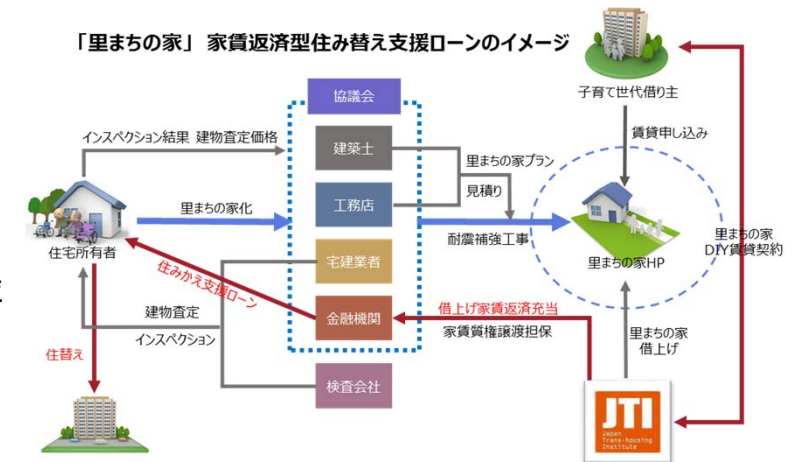 「里まちの家」 家賃返済型住み替え支援ローンのイメージ
子育て世代借り主
協議会
インスペクション結果 建物査定価格
建築士
里まちの家プラン
賃貸申し込み
見積り
里まちの家化
工務店
耐震補強工事
里まちの家HP
里まちの家
DIY賃貸契約
住宅所有者
住みかえ支援ローン
宅建業者
建物査定
インスペクション
金融機関
借上げ家賃返済充当
家賃質権譲渡担保
里まちの家
借上げ
住替え
検査会社
JTI
Japan
Trans-housing
Institute